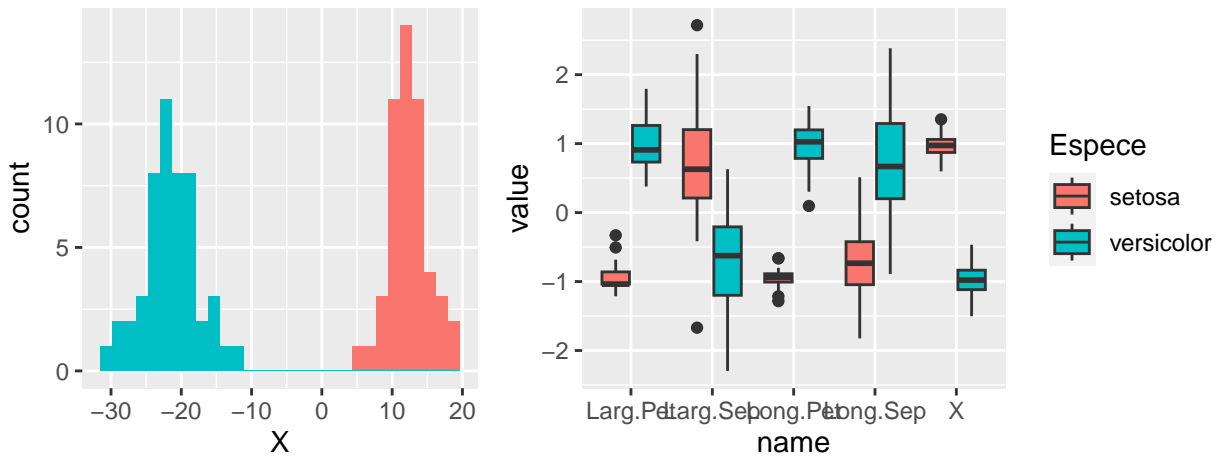 count
10
5
0
−30
−20
−10
0
10
20
X
value
2
1
0
−1
−2
Larg.Pet
Larg.Sep
Long.Pet
Long.Sep
X
name
Espece
setosa
versicolor